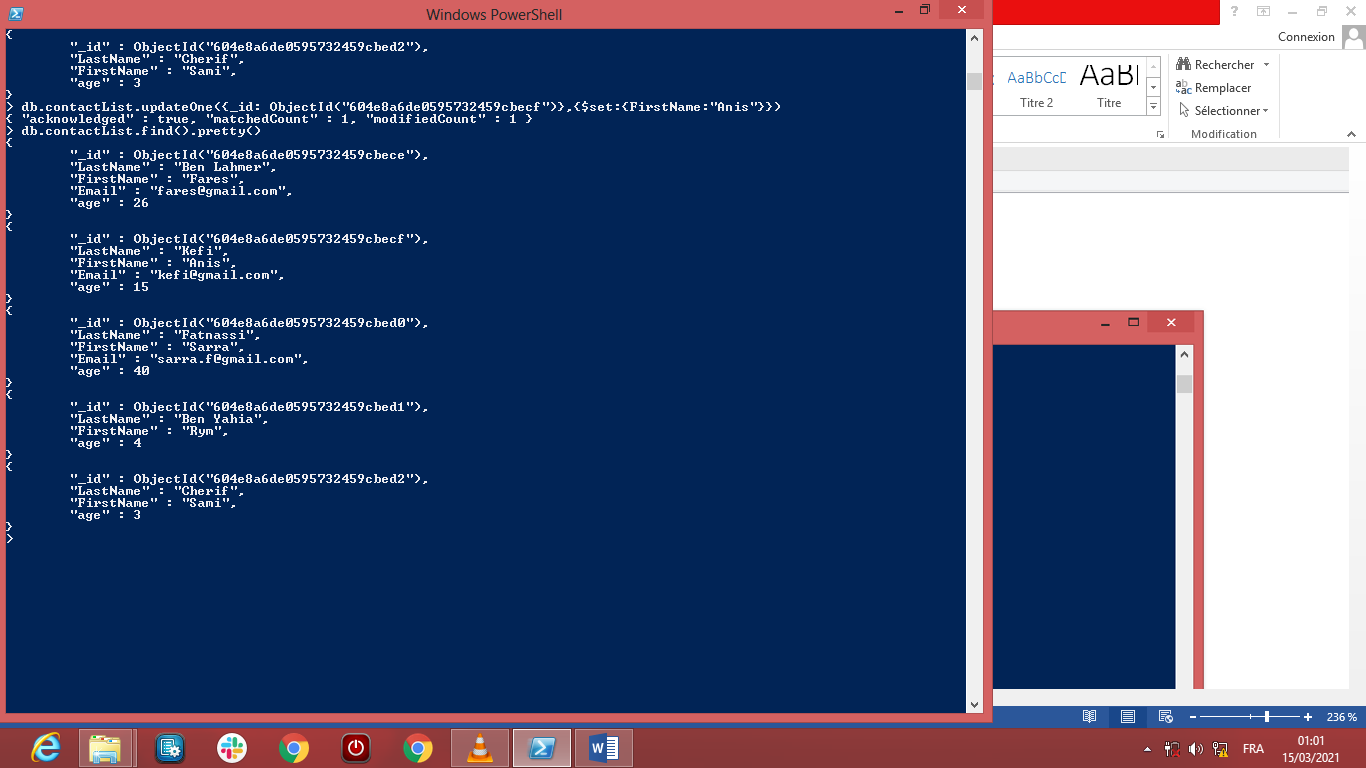 Windows PowerShell
{
"_id" : ObjectId("604e8a6de0595732459cbed2"),
"LastName" : "Cherif",
"FirstName" : "Sami",
"age" : 3
}
> db.contactList.updateOne({_id: ObjectId("604e8a6de0595732459cbecf")},{$set:{FirstName:"Anis"}})
{ "acknowledged" : true, "matchedCount" : 1, "modifiedCount" : 1 }
> db.contactList.find().pretty()
{
"_id" : ObjectId("604e8a6de0595732459cbece"),
"LastName" : "Ben Lahmer",
"FirstName" : "Fares",
"Email" : "fares@gmail.com",
"age" : 26
}
{
"_id" : ObjectId("604e8a6de0595732459cbecf"),
"LastName" : "Kefi",
"FirstName" : "Anis",
"Email" : "kefi@gmail.com",
"age" : 15
}
{
"_id" : ObjectId("604e8a6de0595732459cbed0"),
"LastName" : "Fatnassi",
"FirstName" : "Sarra",
"Email" : "sarra.f@gmail.com",
"age" : 40
}
{
"_id" : ObjectId("604e8a6de0595732459cbed1"),
"LastName" : "Ben Yahia",
"FirstName" : "Rym",
"age" : 4
}
{
"_id" : ObjectId("604e8a6de0595732459cbed2"),
"LastName" : "Cherif",
"FirstName" : "Sami",
"age" : 3
}
>
Connexion
AaBbCcD AaBl
Titre 2 Titre
Rechercher
Remplacer
Sélectionner
Modification
236 %
FRA
01:01
15/03/2021